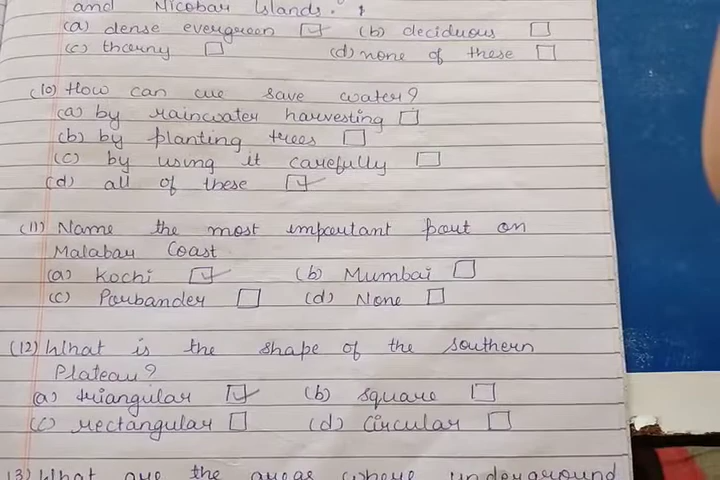 and Nicobar Islands.
(a) dense evergreen (b) deciduous
(c) thorny (d) none of these
(10) How can we save water?
(a) by rainwater harvesting
(b) by planting trees
(c) by using it carefully
(d) all of these
(11) Name the most important port on
Malabar Coast
(a) Kochi (b) Mumbai
(c) Porbander (d) None
(12) What is the shape of the southern
Plateau?
(a) triangular (b) square
(c) rectangular (d) Circular
13) What are the areas where underground